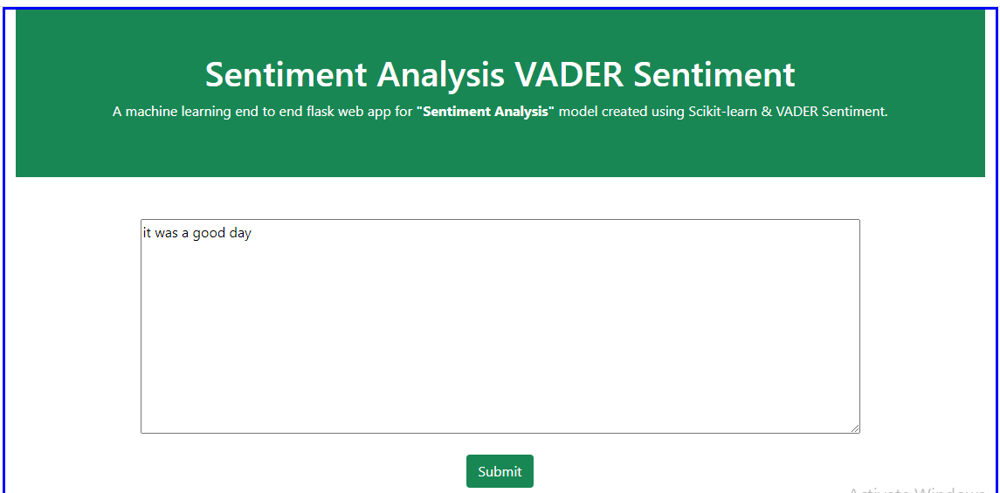 Sentiment Analysis VADER Sentiment
A machine learning end to end flask web app for "Sentiment Analysis" model created using Scikit-learn & VADER Sentiment.
it was a good day
Submit
Activate Windows